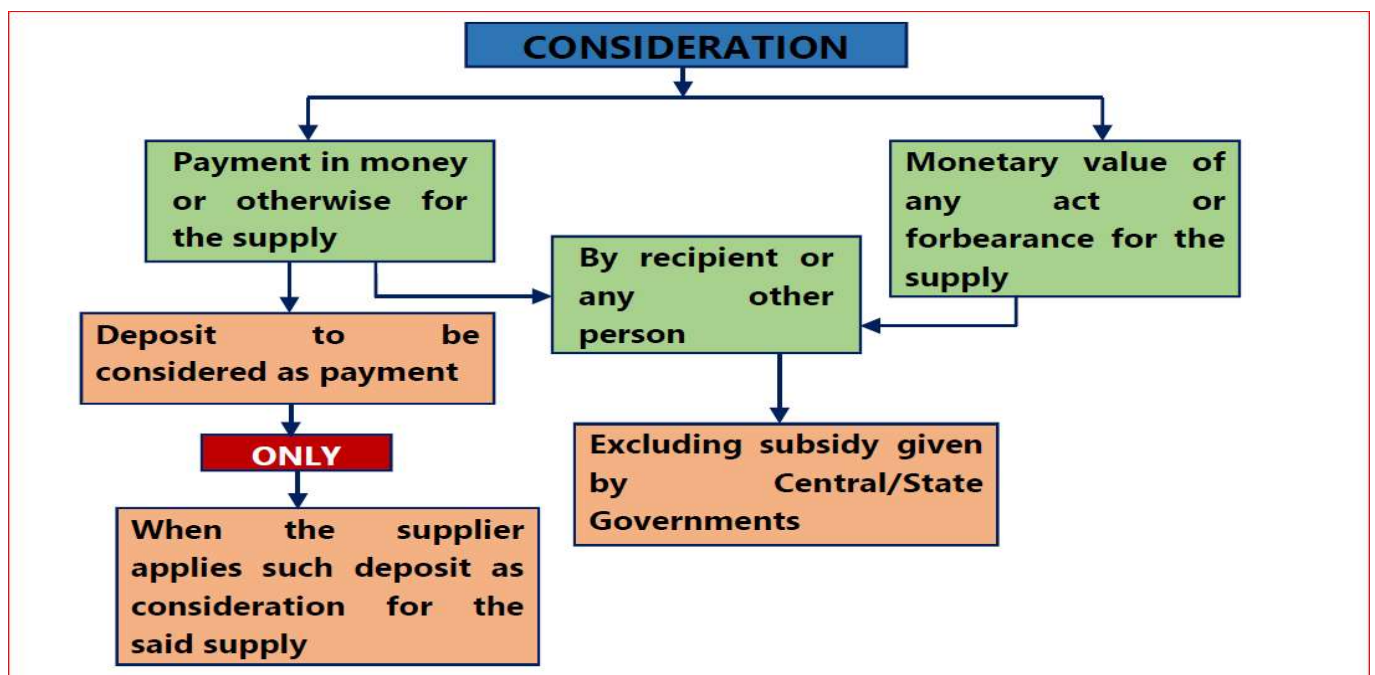 CONSIDERATION
Payment in money
or otherwise for
the supply
Monetary value of
any act or
forbearance for the
supply
By recipient or
any other
person
Deposit to be
considered as payment
ONLY
When the supplier
applies such deposit as
consideration for the
said supply
Excluding subsidy given
by Central/State
Governments